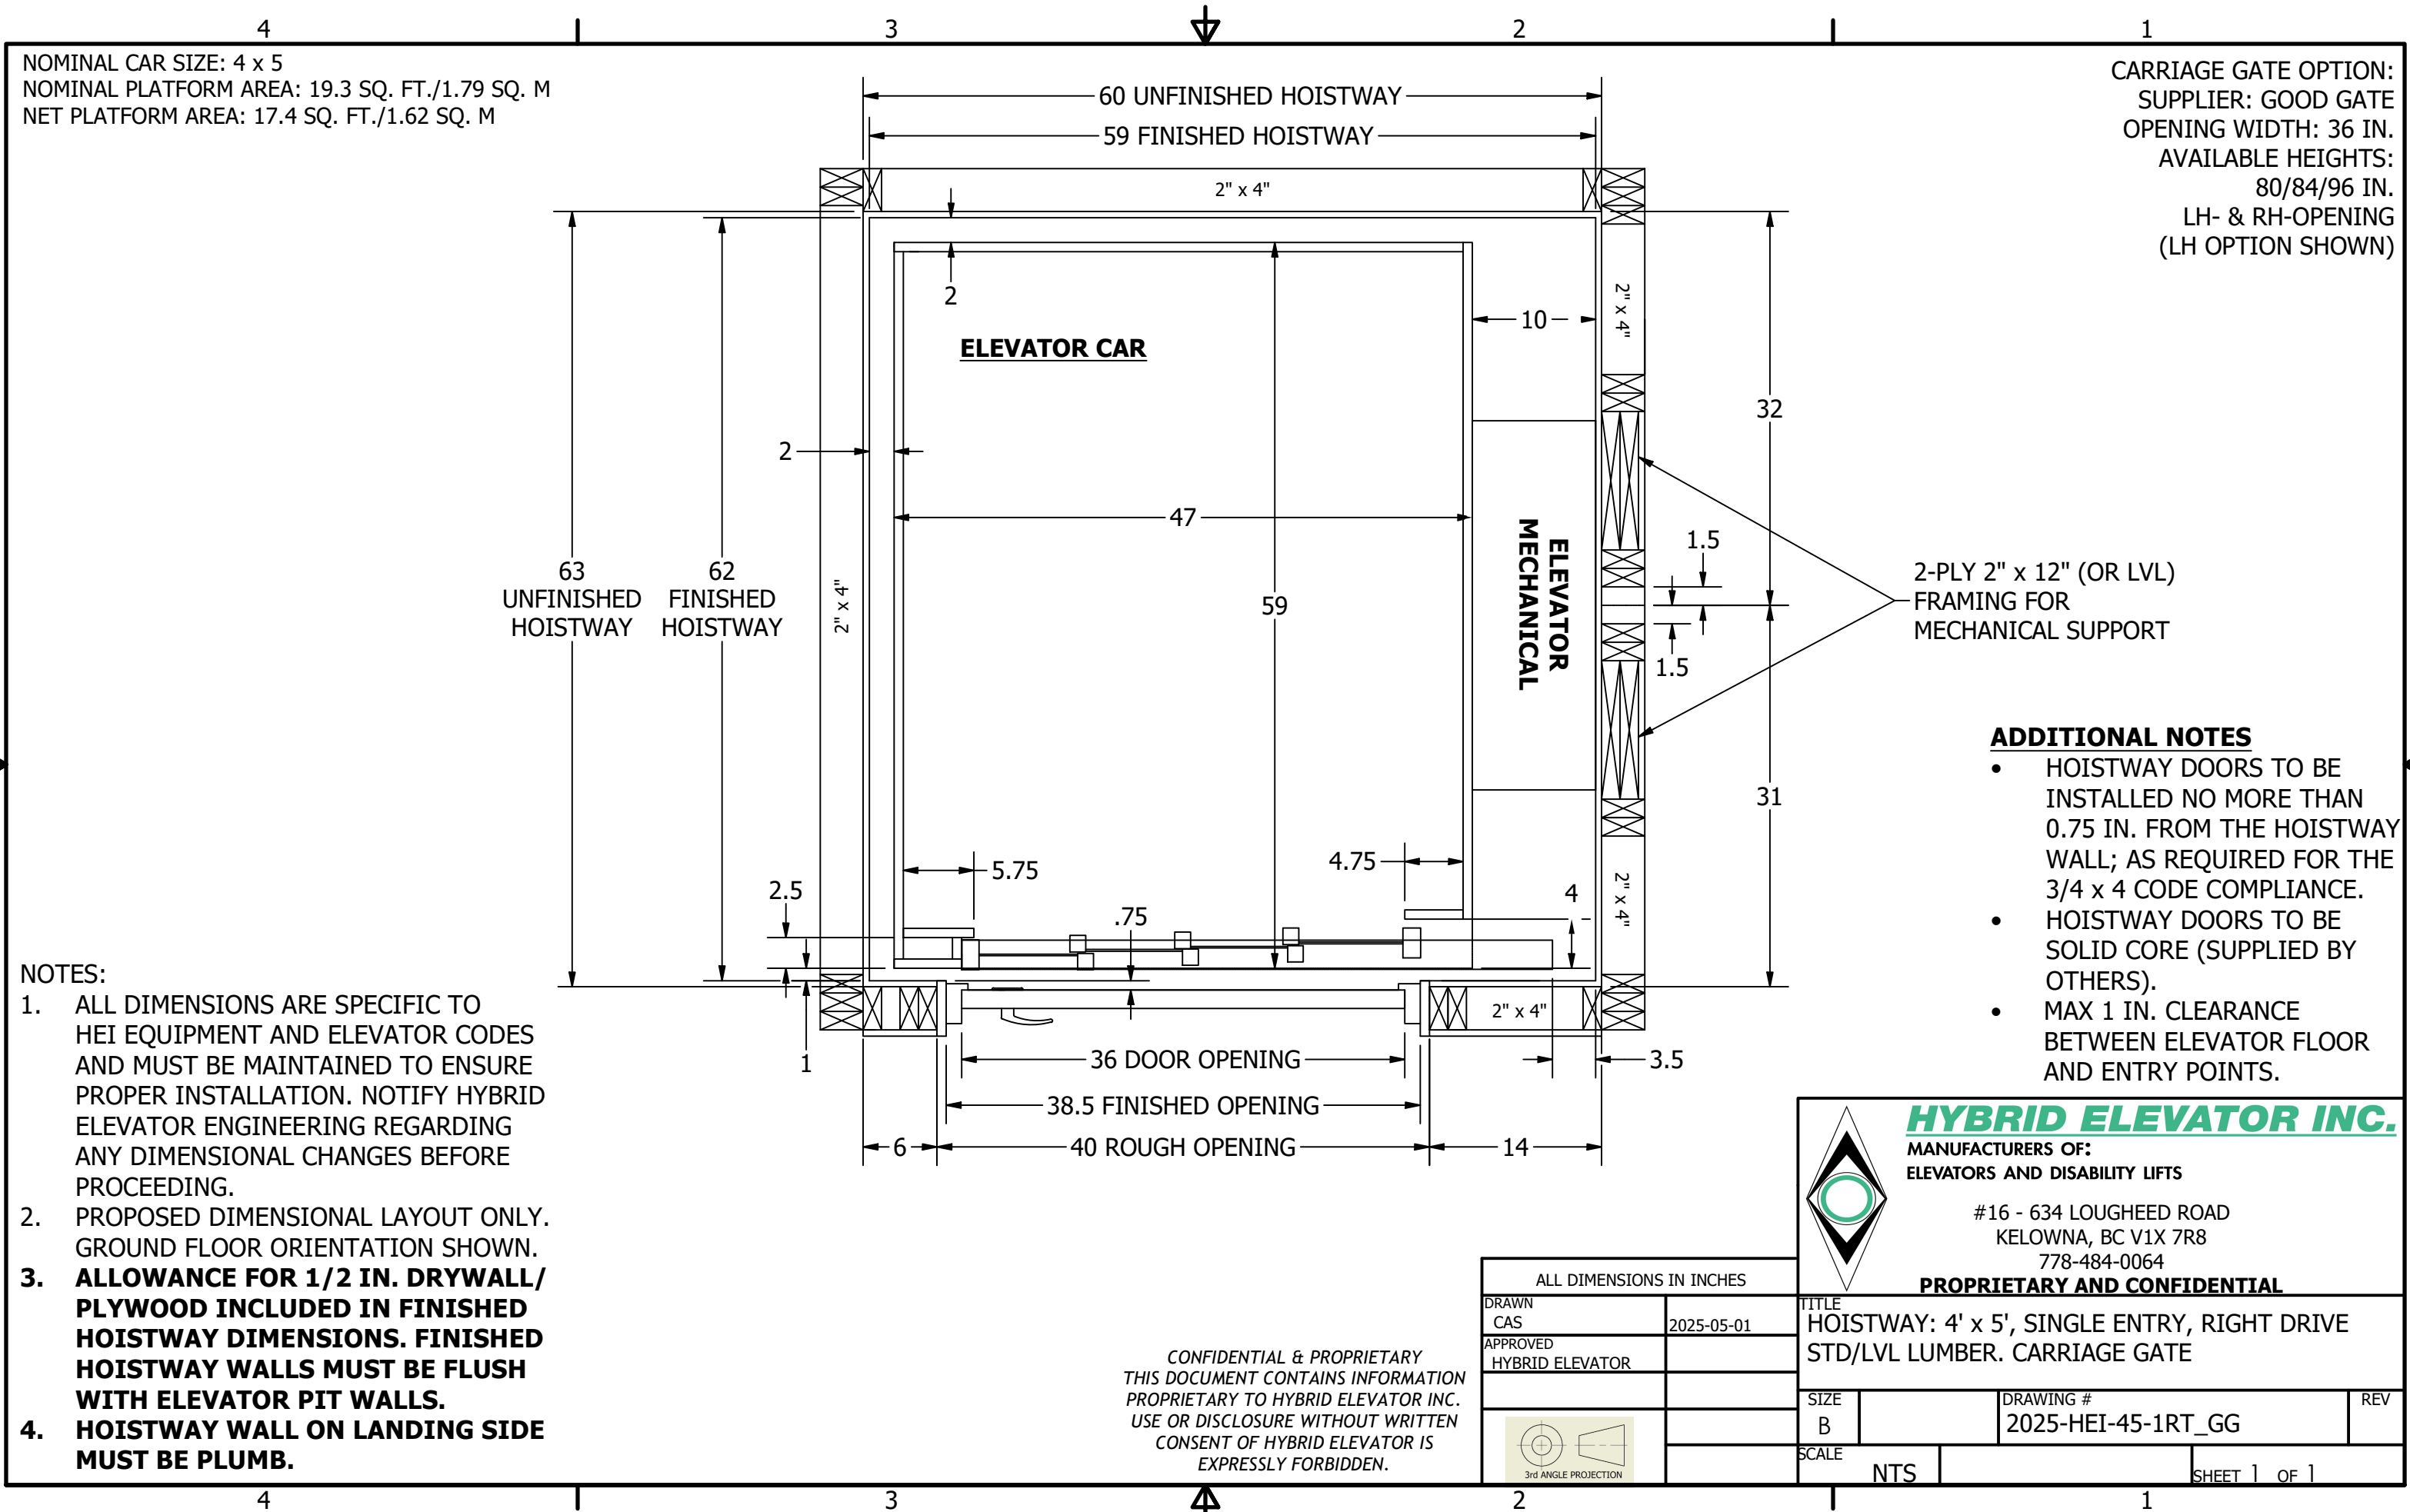 4 3 2 1
NOMINAL CAR SIZE: 4 x 5
NOMINAL PLATFORM AREA: 19.3 SQ. FT./1.79 SQ. M
NET PLATFORM AREA: 17.4 SQ. FT./1.62 SQ. M
CARRIAGE GATE OPTION:
SUPPLIER: GOOD GATE
OPENING WIDTH: 36 IN.
AVAILABLE HEIGHTS:
80/84/96 IN.
LH- & RH-OPENING
(LH OPTION SHOWN)
60 UNFINISHED HOISTWAY
59 FINISHED HOISTWAY
2" x 4"
2
ELEVATOR CAR
10
2" x 4"
32
2
47
63
UNFINISHED
HOISTWAY
62
FINISHED
HOISTWAY
2" x 4"
59
ELEVATOR
MECHANICAL
1.5
1.5
2-PLY 2" x 12" (OR LVL)
FRAMING FOR
MECHANICAL SUPPORT
31
5.75
4.75
2.5
.75
4
2" x 4"
2" x 4"
1
36 DOOR OPENING
3.5
38.5 FINISHED OPENING
6
40 ROUGH OPENING
14
ADDITIONAL NOTES
• HOISTWAY DOORS TO BE
INSTALLED NO MORE THAN
0.75 IN. FROM THE HOISTWAY
WALL; AS REQUIRED FOR THE
3/4 x 4 CODE COMPLIANCE.
• HOISTWAY DOORS TO BE
SOLID CORE (SUPPLIED BY
OTHERS).
• MAX 1 IN. CLEARANCE
BETWEEN ELEVATOR FLOOR
AND ENTRY POINTS.
NOTES:
1. ALL DIMENSIONS ARE SPECIFIC TO
HEI EQUIPMENT AND ELEVATOR CODES
AND MUST BE MAINTAINED TO ENSURE
PROPER INSTALLATION. NOTIFY HYBRID
ELEVATOR ENGINEERING REGARDING
ANY DIMENSIONAL CHANGES BEFORE
PROCEEDING.
2. PROPOSED DIMENSIONAL LAYOUT ONLY.
GROUND FLOOR ORIENTATION SHOWN.
3. ALLOWANCE FOR 1/2 IN. DRYWALL/
PLYWOOD INCLUDED IN FINISHED
HOISTWAY DIMENSIONS. FINISHED
HOISTWAY WALLS MUST BE FLUSH
WITH ELEVATOR PIT WALLS.
4. HOISTWAY WALL ON LANDING SIDE
MUST BE PLUMB.
CONFIDENTIAL & PROPRIETARY
THIS DOCUMENT CONTAINS INFORMATION
PROPRIETARY TO HYBRID ELEVATOR INC.
USE OR DISCLOSURE WITHOUT WRITTEN
CONSENT OF HYBRID ELEVATOR IS
EXPRESSLY FORBIDDEN.
HYBRID ELEVATOR INC.
MANUFACTURERS OF:
ELEVATORS AND DISABILITY LIFTS
#16 - 634 LOUGHEED ROAD
KELOWNA, BC V1X 7R8
778-484-0064
PROPRIETARY AND CONFIDENTIAL
ALL DIMENSIONS IN INCHES
DRAWN
CAS
2025-05-01
APPROVED
HYBRID ELEVATOR
3rd ANGLE PROJECTION
TITLE
HOISTWAY: 4' x 5', SINGLE ENTRY, RIGHT DRIVE
STD/LVL LUMBER. CARRIAGE GATE
SIZE
B
DRAWING #
2025-HEI-45-1RT_GG
REV
SCALE
NTS
SHEET 1 OF 1
4 3 2 1